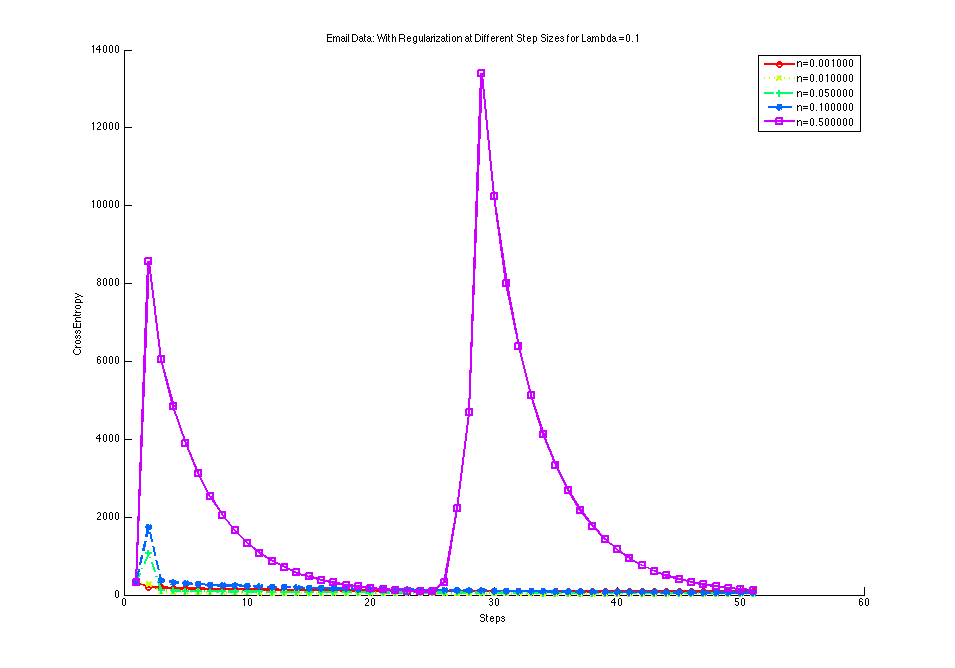 Email Data: With Regularization at Different Step Sizes for Lambda=0.1
14000
12000
10000
8000
6000
4000
2000
0
CrossEntropy
n=0.001000
n=0.010000
n=0.050000
n=0.100000
n=0.500000
0 10 20 30 40 50 60
Steps